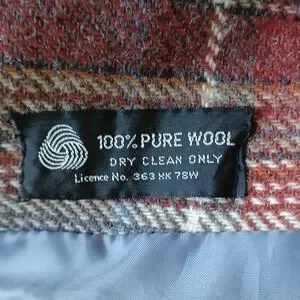 100% PURE WOOL
DRY CLEAN ONLY
Licence No. 363 HK 7SW